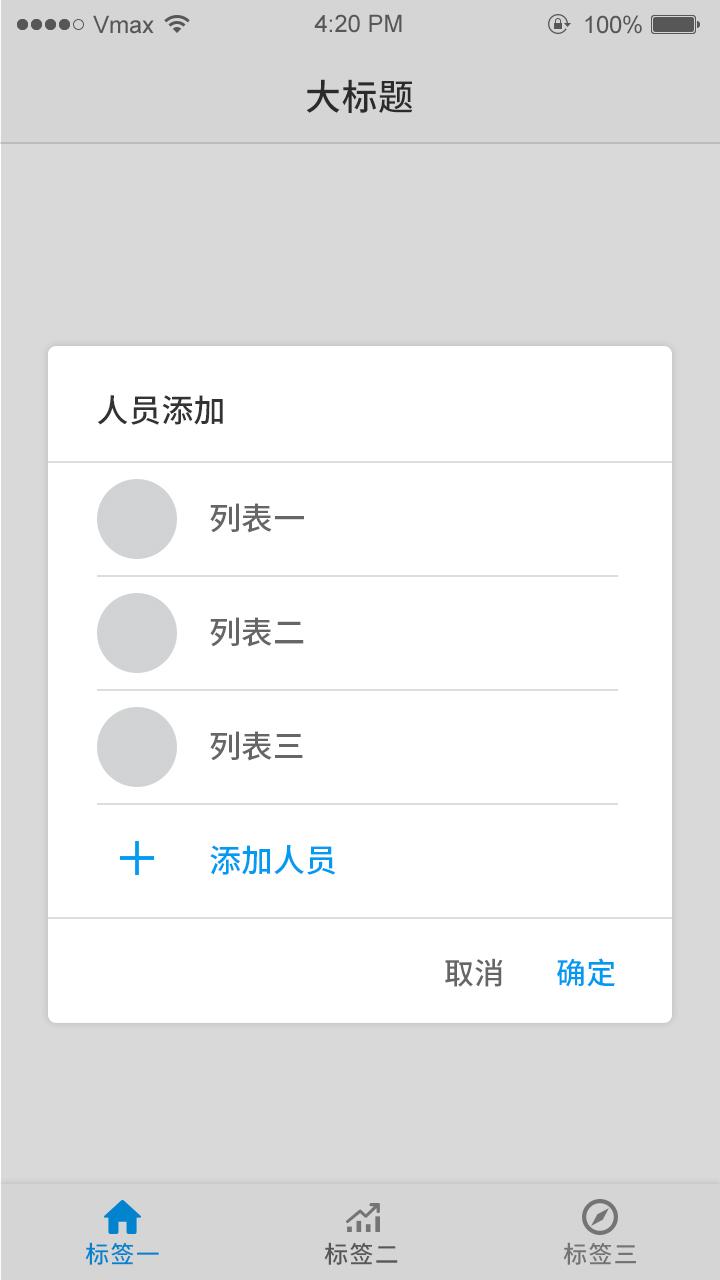 Vmax 4:20 PM 100%
大标题
人员添加
列表一
列表二
列表三
添加人员
取消 确定
标签一 标签二 标签三